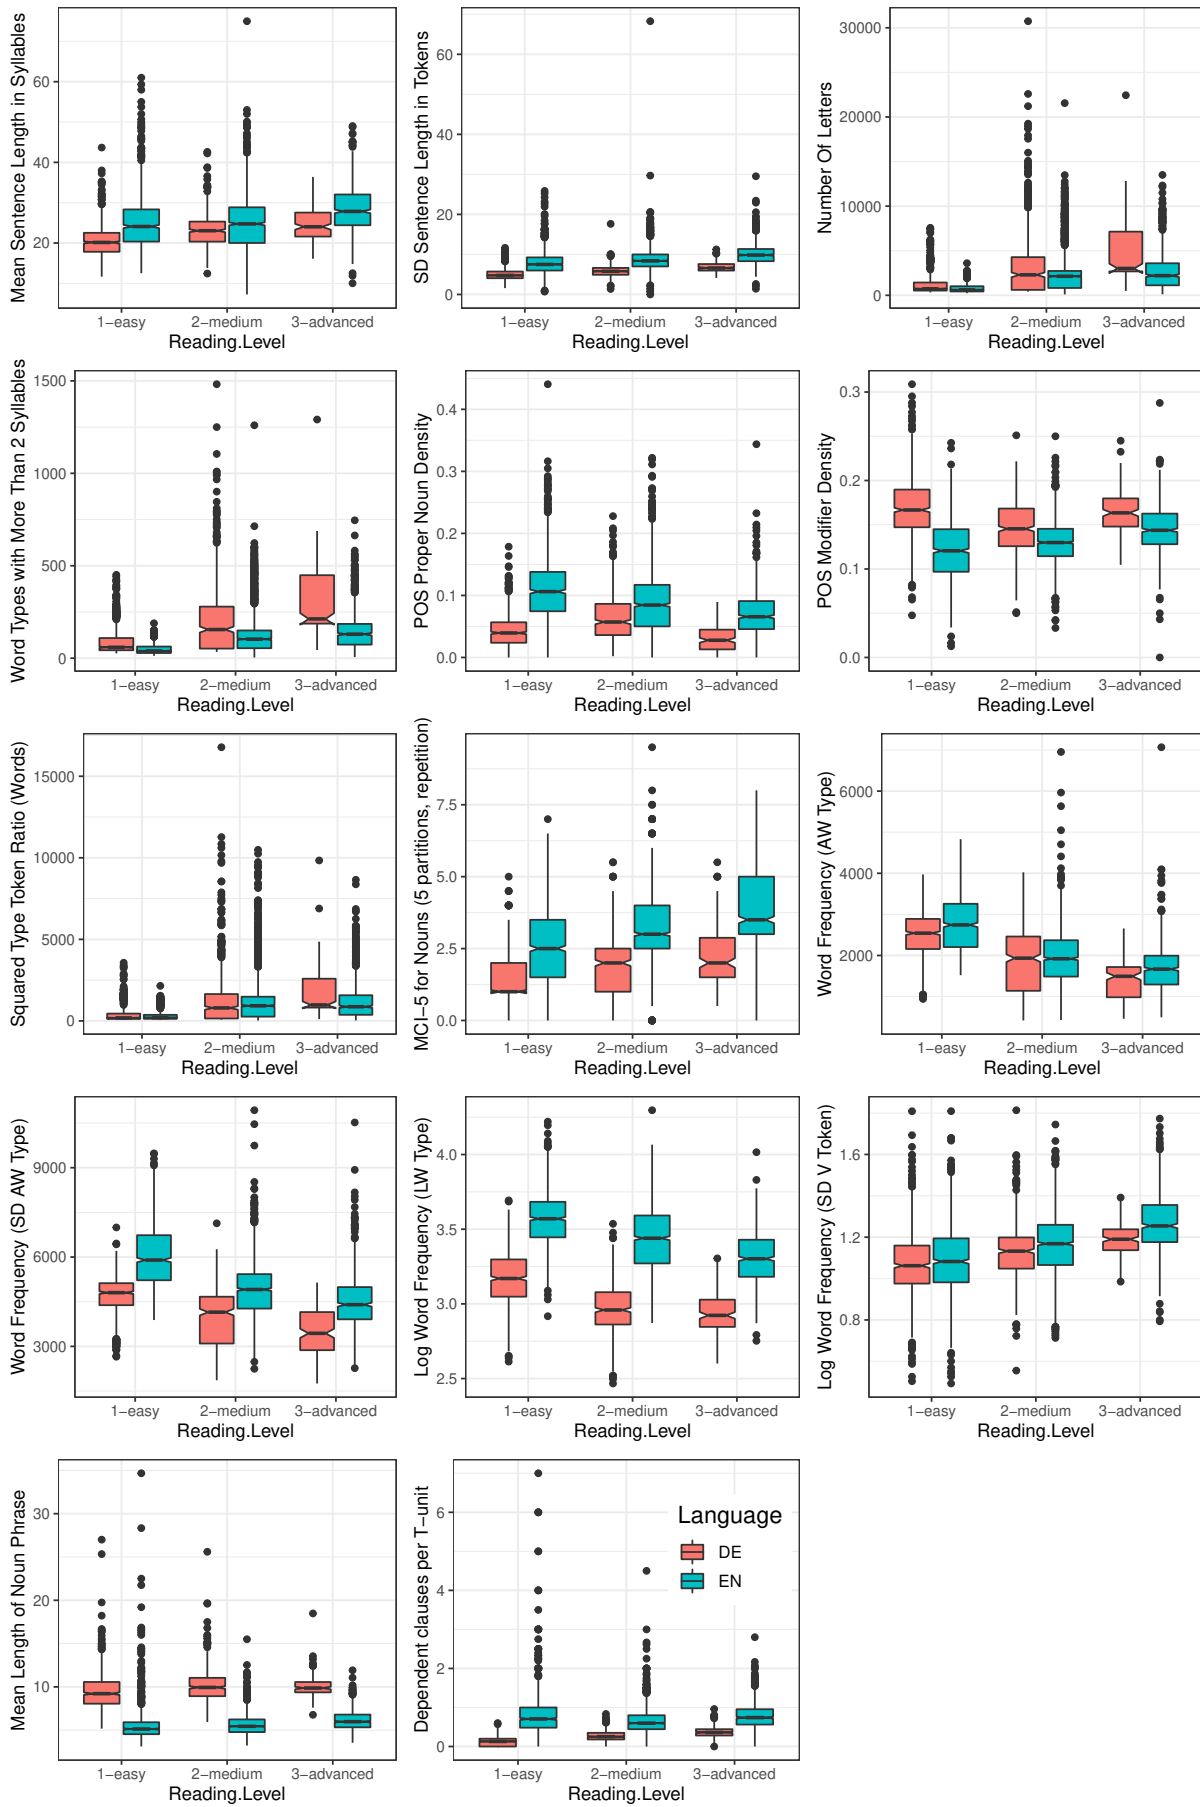 Mean Sentence Length in Syllables
60
40
20
1−easy 2−medium 3−advanced
Reading.Level
SD Sentence Length in Tokens
60
40
20
0
1−easy 2−medium 3−advanced
Reading.Level
Number Of Letters
30000
20000
10000
0
1−easy 2−medium 3−advanced
Reading.Level
Word Types with More Than 2 Syllables
1500
1000
500
0
1−easy 2−medium 3−advanced
Reading.Level
POS Proper Noun Density
0.4
0.3
0.2
0.1
0.0
1−easy 2−medium 3−advanced
Reading.Level
POS Modifier Density
0.3
0.2
0.1
0.0
1−easy 2−medium 3−advanced
Reading.Level
Squared Type Token Ratio (Words)
15000
10000
5000
0
1−easy 2−medium 3−advanced
Reading.Level
MCI−5 for Nouns (5 partitions, repetition)
7.5
5.0
2.5
0.0
1−easy 2−medium 3−advanced
Reading.Level
Word Frequency (AW Type)
6000
4000
2000
1−easy 2−medium 3−advanced
Reading.Level
Word Frequency (SD AW Type)
9000
6000
3000
1−easy 2−medium 3−advanced
Reading.Level
Log Word Frequency (LW Type)
4.0
3.5
3.0
2.5
1−easy 2−medium 3−advanced
Reading.Level
Log Word Frequency (SD V Token)
1.6
1.2
0.8
1−easy 2−medium 3−advanced
Reading.Level
Mean Length of Noun Phrase
30
20
10
1−easy 2−medium 3−advanced
Reading.Level
Dependent clauses per T−unit
6
4
2
0
1−easy 2−medium 3−advanced
Reading.Level
Language
DE
EN